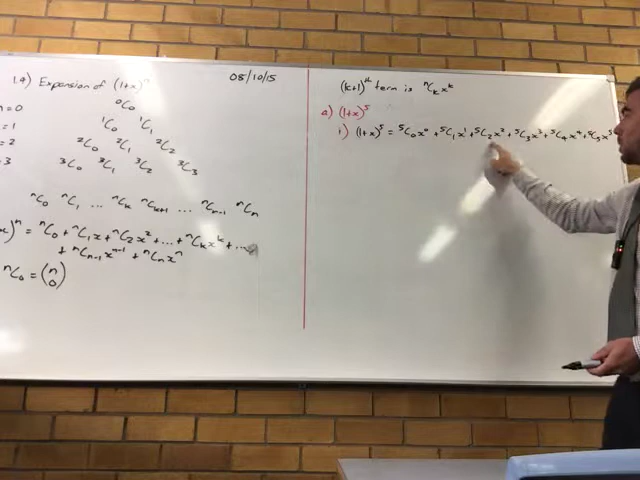 1.4) Expansion of (1+x)ⁿ 08/10/15
n=0 ⁰C₀
=1 ¹C₀ ¹C₁
=2 ²C₀ ²C₁ ²C₂
=3 ³C₀ ³C₁ ³C₂ ³C₃
ⁿC₀ ⁿC₁ ... ⁿCₖ ⁿCₖ₊₁ ... ⁿCₙ₋₁ ⁿCₙ
x)ⁿ = ⁿC₀ + ⁿC₁x + ⁿC₂x² + ... + ⁿCₖxᵏ + ...
+ ⁿCₙ₋₁xⁿ⁻¹ + ⁿCₙxⁿ
ⁿC₀ = (n 0)
(k+1)ᵗʰ term is ⁿCₖxᵏ
a) (1+x)⁵
i) (1+x)⁵ = ⁵C₀x⁰ + ⁵C₁x¹ + ⁵C₂x² + ⁵C₃x³ + ⁵C₄x⁴ + ⁵C₅x⁵